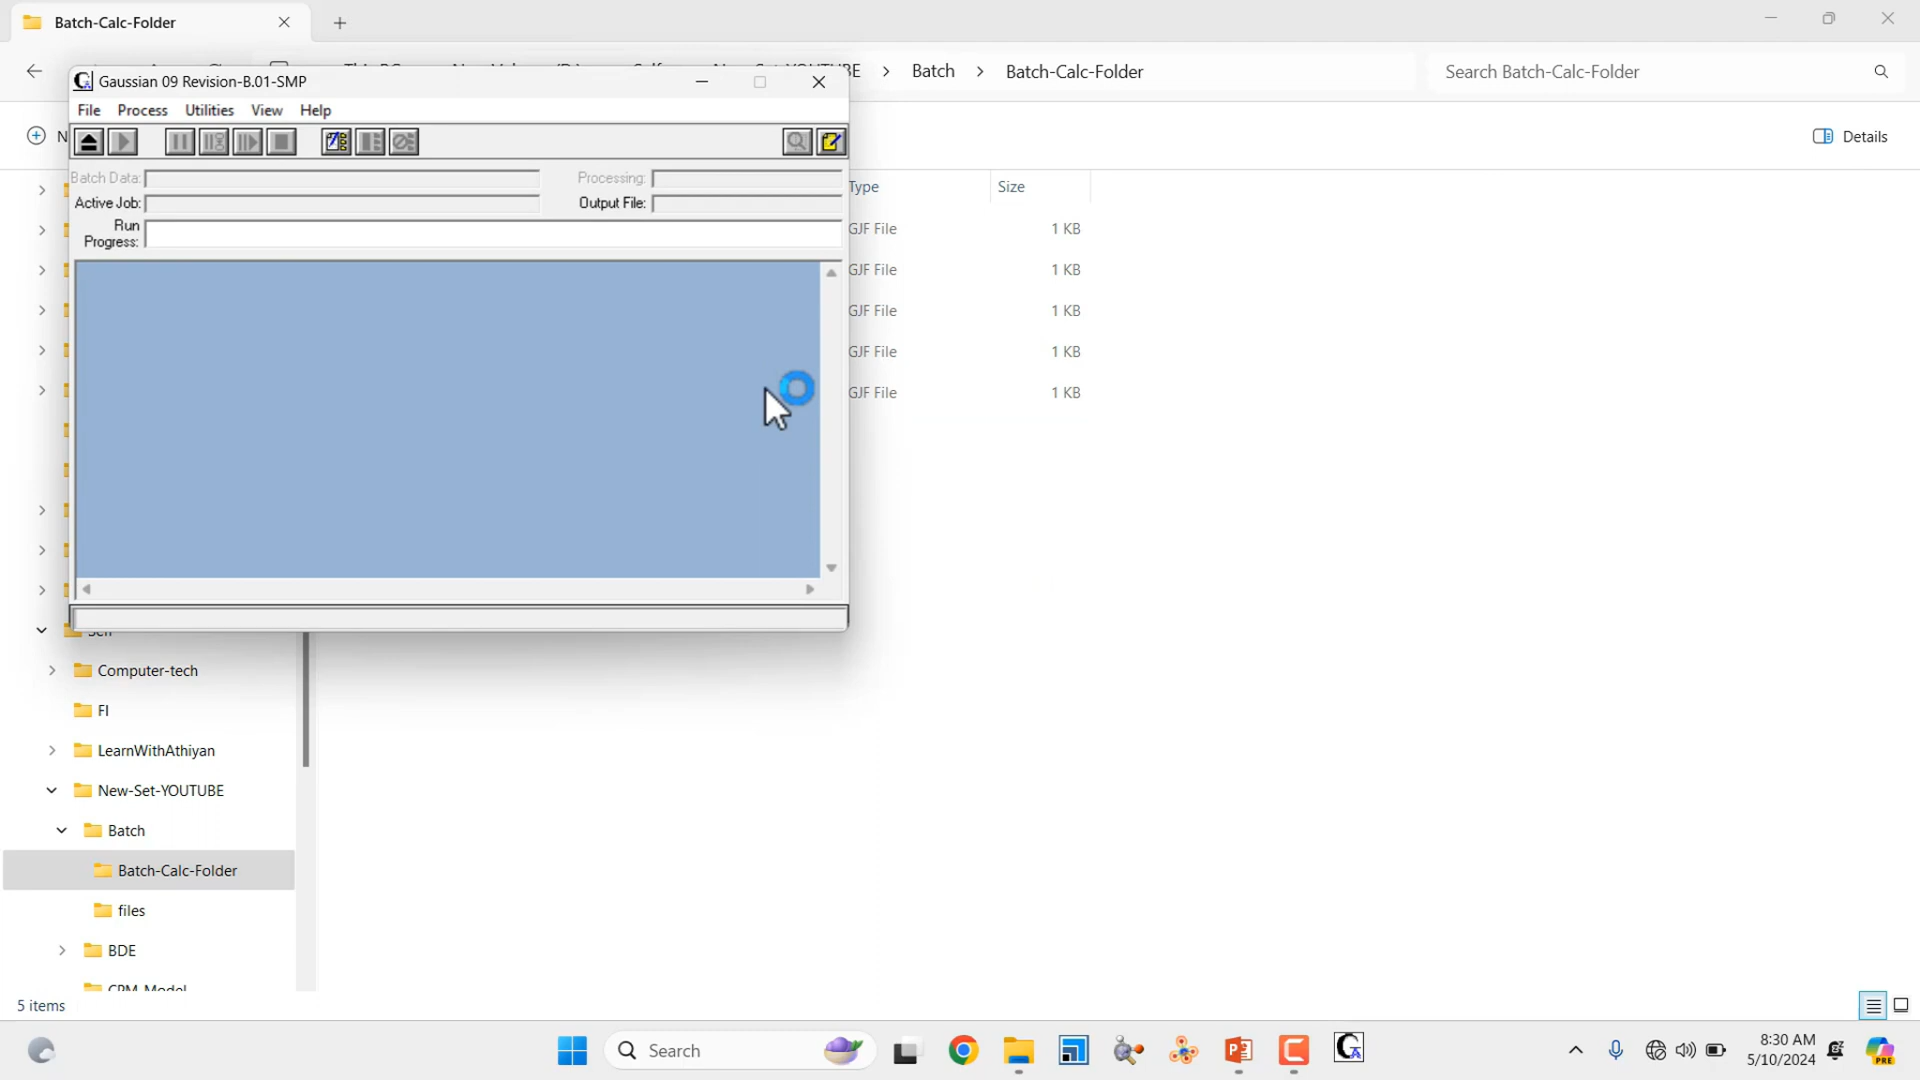 Batch-Calc-Folder
Gaussian 09 Revision-B.01-SMP
Batch
Batch-Calc-Folder
Search Batch-Calc-Folder
File Process Utilities View Help
N
Details
Batch Data:
Processing:
Active Job:
Output File:
Run
Progress:
Type
Size
GJF File 1 KB
GJF File 1 KB
GJF File 1 KB
GJF File 1 KB
GJF File 1 KB
Computer-tech
FI
LearnWithAthiyan
New-Set-YOUTUBE
Batch
Batch-Calc-Folder
files
BDE
5 items
Search
8:30 AM
5/10/2024
PRE